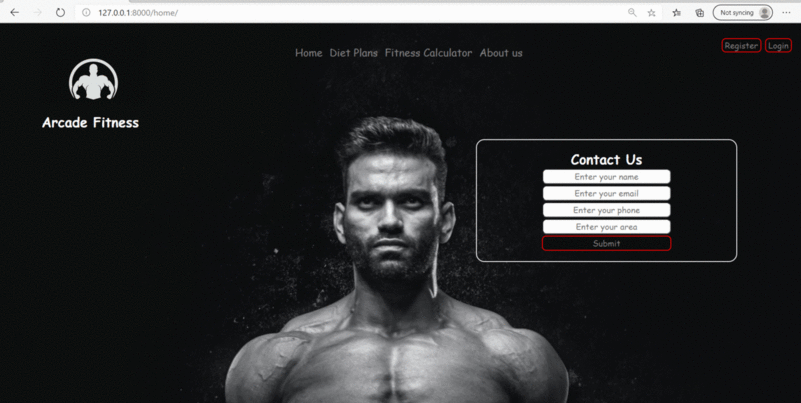 127.0.0.1:8000/home/
Not syncing
Home Diet Plans Fitness Calculator About us
Register Login
Arcade Fitness
Contact Us
Enter your name
Enter your email
Enter your phone
Enter your area
Submit